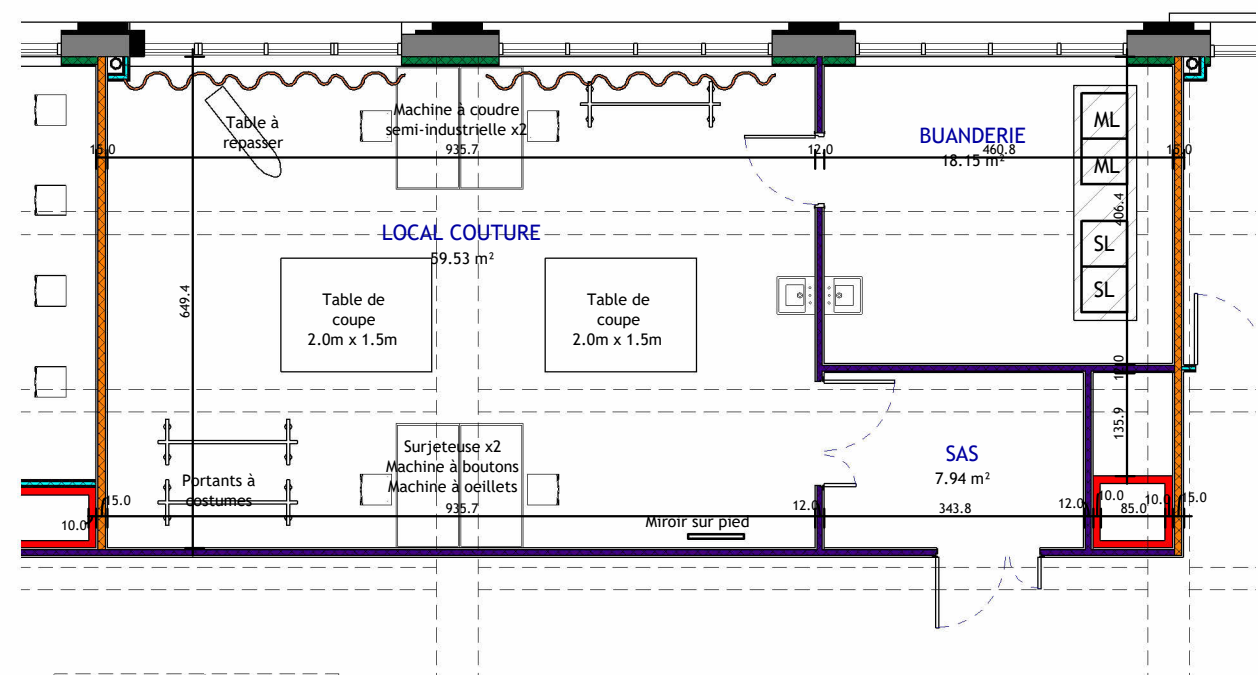 Machine à coudre
semi-industrielle x2
Table à
repasser
BUANDERIE
18.15 m²
ML
ML
SL
SL
15.0
935.7
12.0
460.8
15.0
406.4
LOCAL COUTURE
59.53 m²
649.4
Table de
coupe
2.0m x 1.5m
Table de
coupe
2.0m x 1.5m
135.9
Surjeteuse x2
Machine à boutons
Machine à oeillets
Portants à
costumes
SAS
7.94 m²
15.0
10.0
935.7
12.0
343.8
12.0
10.0
85.0
10.0
15.0
Miroir sur pied